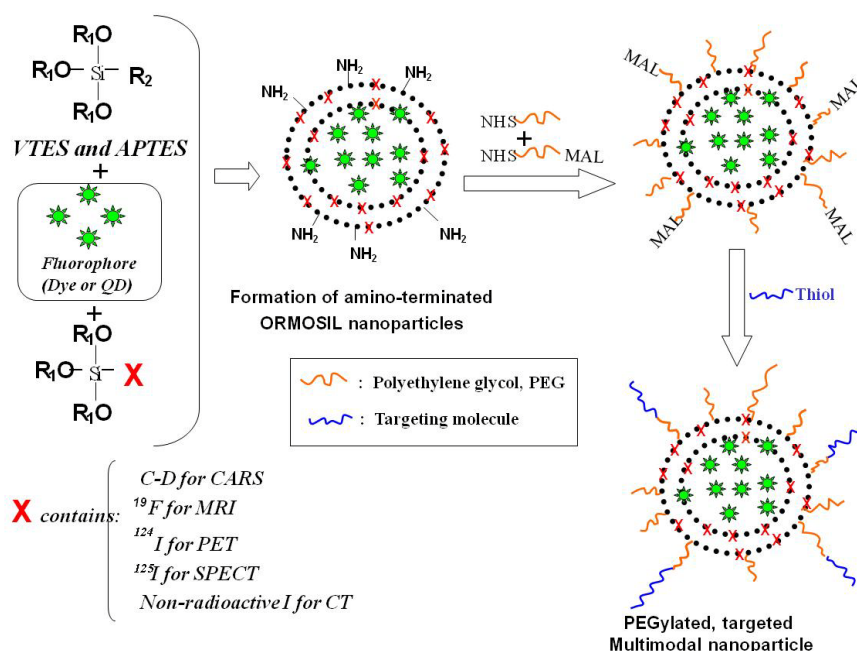 R₁O
R₁O–Si–R₂
R₁O
VTES and APTES
+
Fluorophore
(Dye or QD)
+
R₁O
R₁O–Si–X
R₁O
X contains:
C-D for CARS
¹⁹F for MRI
¹²⁴I for PET
¹²⁵I for SPECT
Non-radioactive I for CT
NH₂
NH₂
NH₂
NH₂
NH₂
NH₂
Formation of amino-terminated
ORMOSIL nanoparticles
NHS
+
NHS MAL
: Polyethylene glycol, PEG
: Targeting molecule
MAL
MAL
MAL
MAL
Thiol
PEGylated, targeted
Multimodal nanoparticle